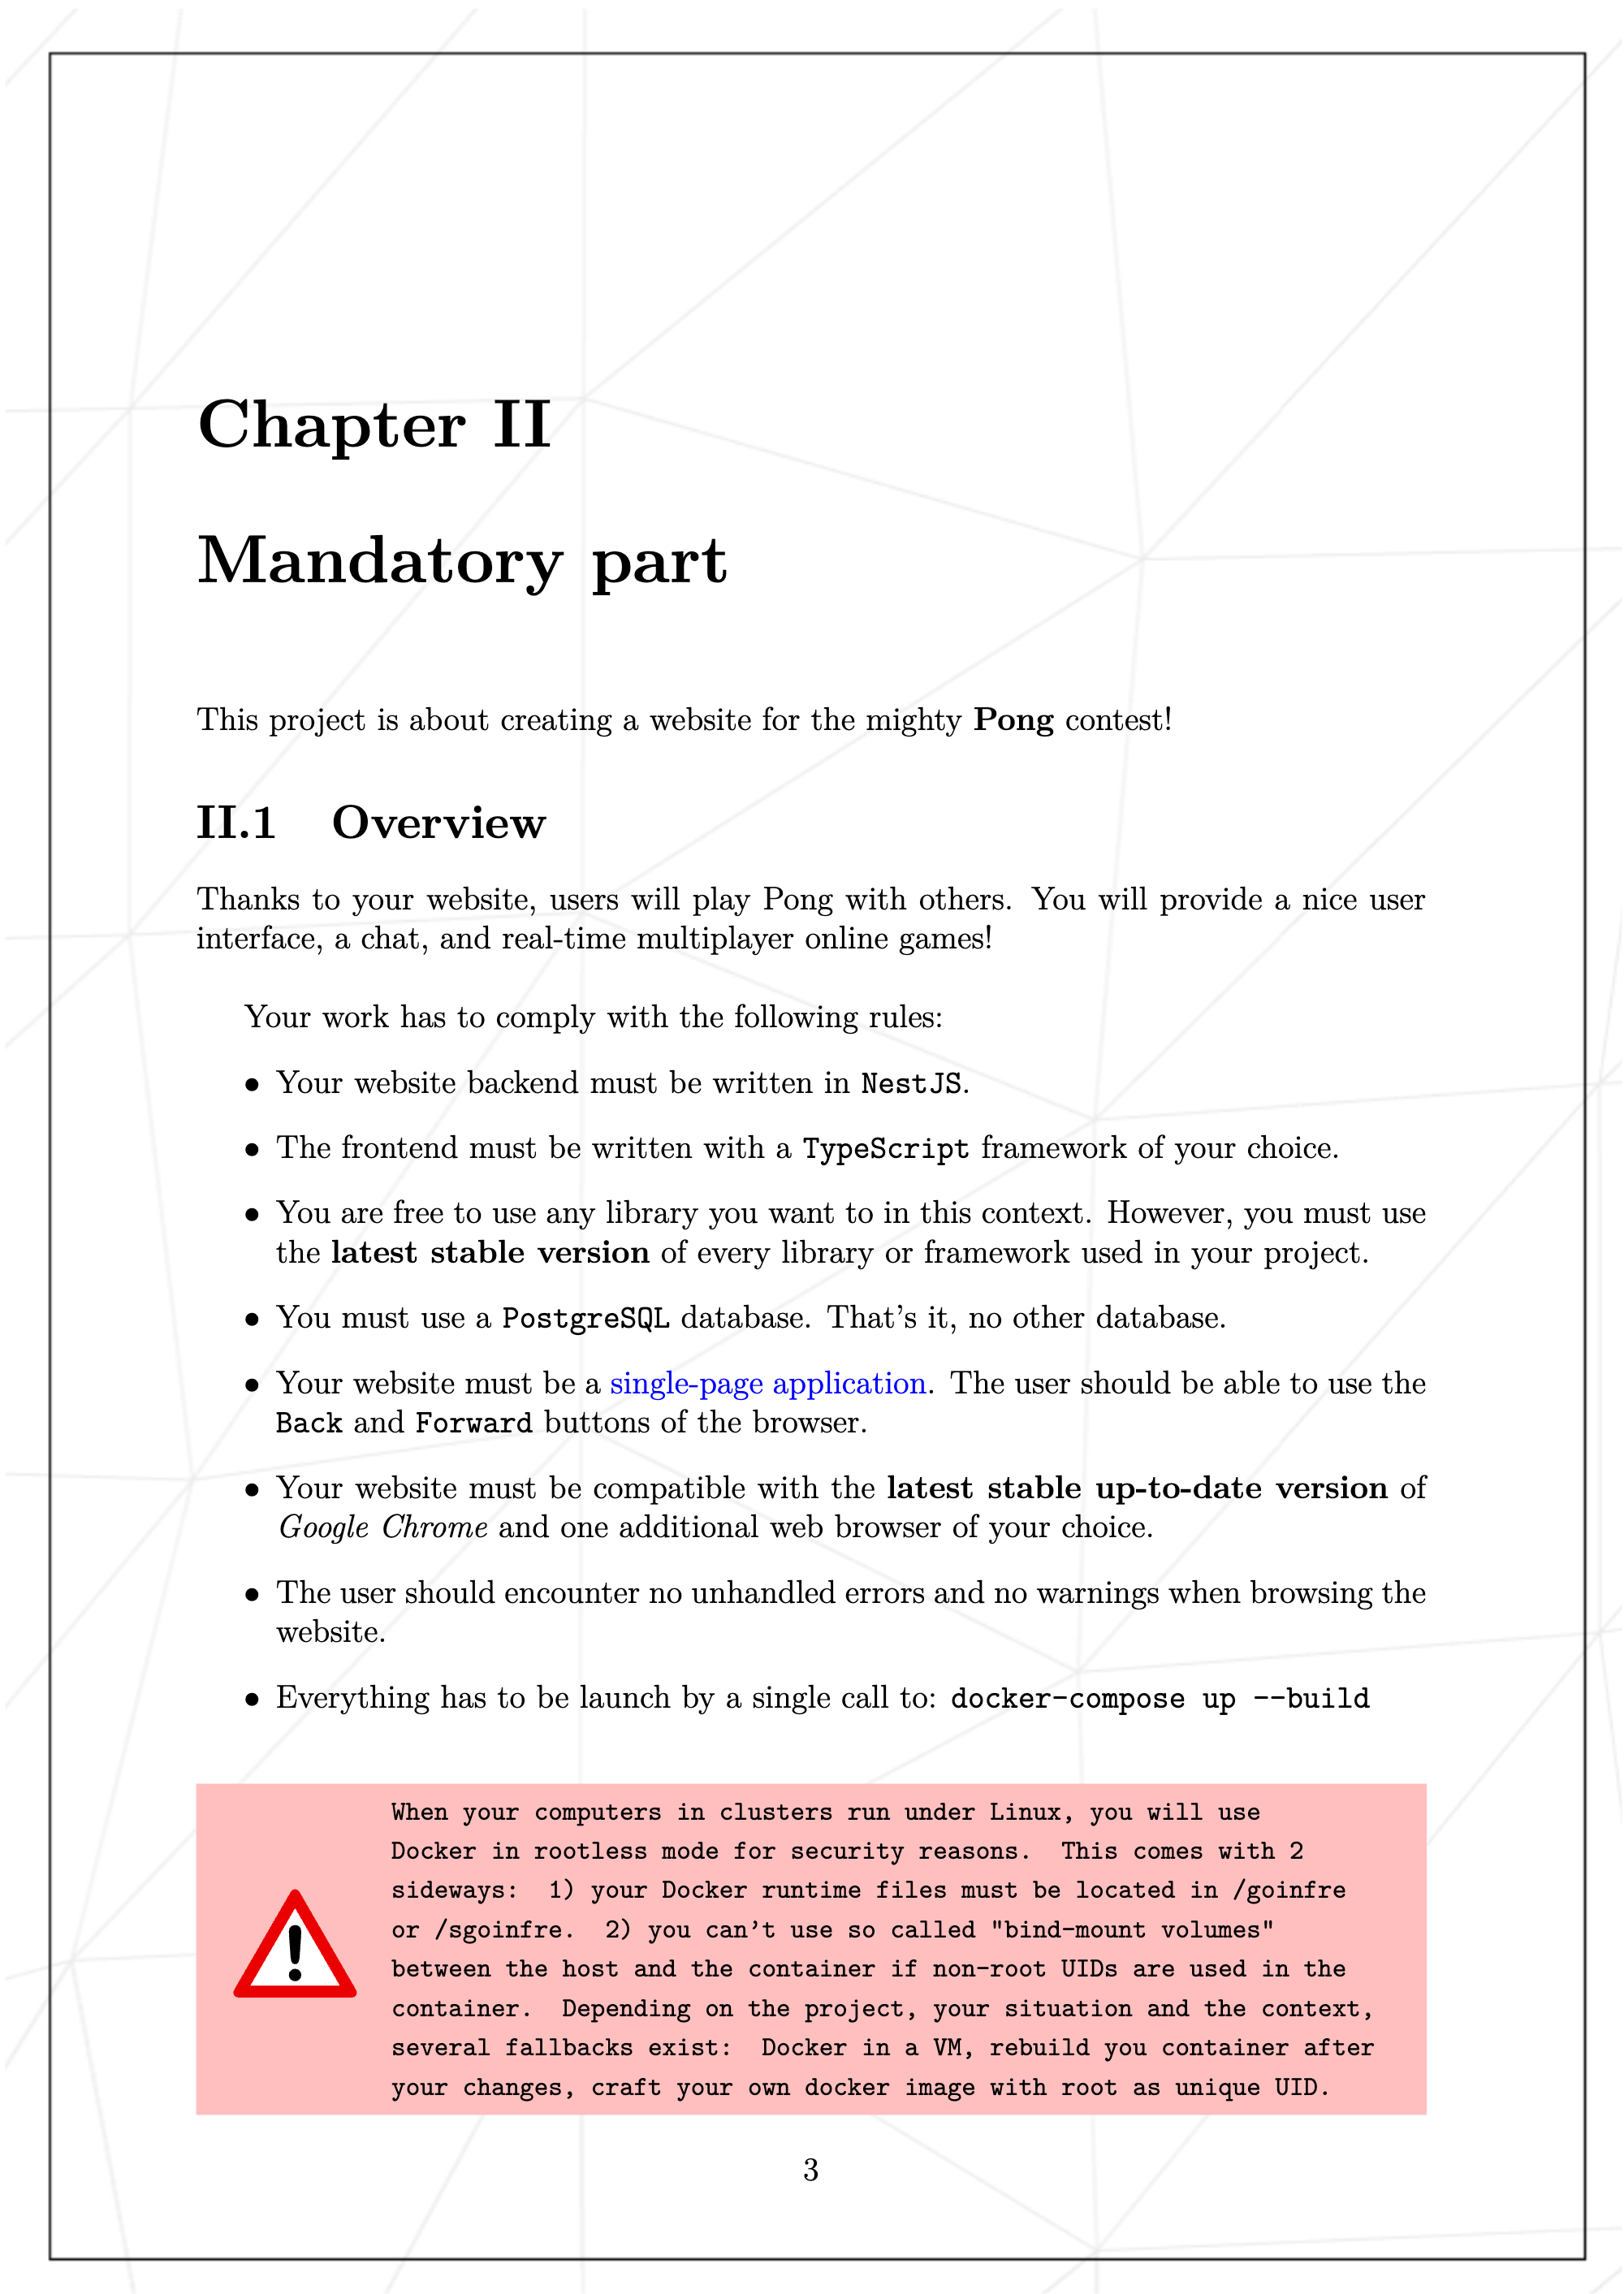 Chapter II
Mandatory part
This project is about creating a website for the mighty Pong contest!
II.1 Overview
Thanks to your website, users will play Pong with others. You will provide a nice user
interface, a chat, and real-time multiplayer online games!
Your work has to comply with the following rules:
• Your website backend must be written in NestJS.
• The frontend must be written with a TypeScript framework of your choice.
• You are free to use any library you want to in this context. However, you must use
the latest stable version of every library or framework used in your project.
• You must use a PostgreSQL database. That's it, no other database.
• Your website must be a single-page application. The user should be able to use the
Back and Forward buttons of the browser.
• Your website must be compatible with the latest stable up-to-date version of
Google Chrome and one additional web browser of your choice.
• The user should encounter no unhandled errors and no warnings when browsing the
website.
• Everything has to be launch by a single call to: docker-compose up --build
When your computers in clusters run under Linux, you will use
Docker in rootless mode for security reasons. This comes with 2
sideways: 1) your Docker runtime files must be located in /goinfre
or /sgoinfre. 2) you can't use so called "bind-mount volumes"
between the host and the container if non-root UIDs are used in the
container. Depending on the project, your situation and the context,
several fallbacks exist: Docker in a VM, rebuild you container after
your changes, craft your own docker image with root as unique UID.
3